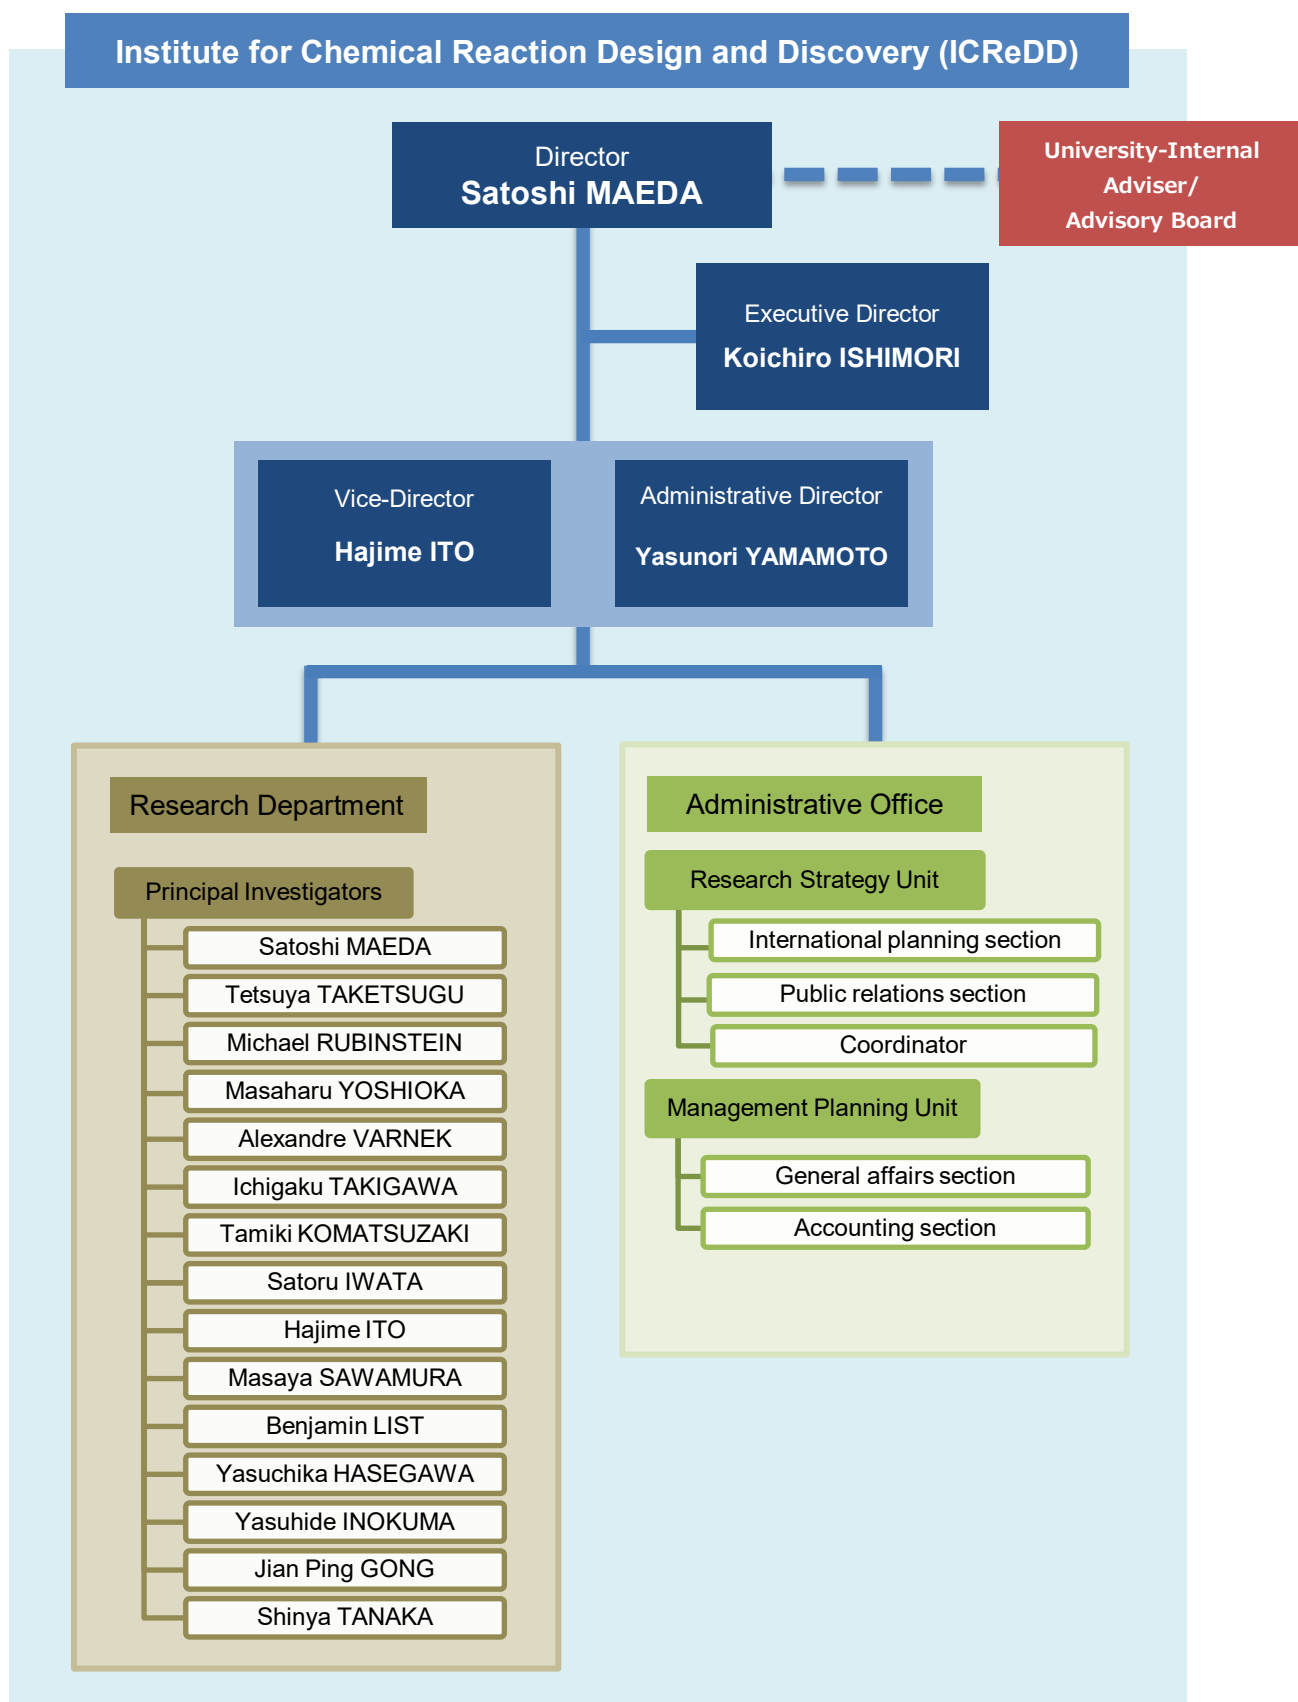 Institute for Chemical Reaction Design and Discovery (ICReDD)
Director
Satoshi MAEDA
University-Internal
Adviser/
Advisory Board
Executive Director
Koichiro ISHIMORI
Vice-Director
Hajime ITO
Administrative Director
Yasunori YAMAMOTO
Research Department
Principal Investigators
Satoshi MAEDA
Tetsuya TAKETSUGU
Michael RUBINSTEIN
Masaharu YOSHIOKA
Alexandre VARNEK
Ichigaku TAKIGAWA
Tamiki KOMATSUZAKI
Satoru IWATA
Hajime ITO
Masaya SAWAMURA
Benjamin LIST
Yasuchika HASEGAWA
Yasuhide INOKUMA
Jian Ping GONG
Shinya TANAKA
Administrative Office
Research Strategy Unit
International planning section
Public relations section
Coordinator
Management Planning Unit
General affairs section
Accounting section